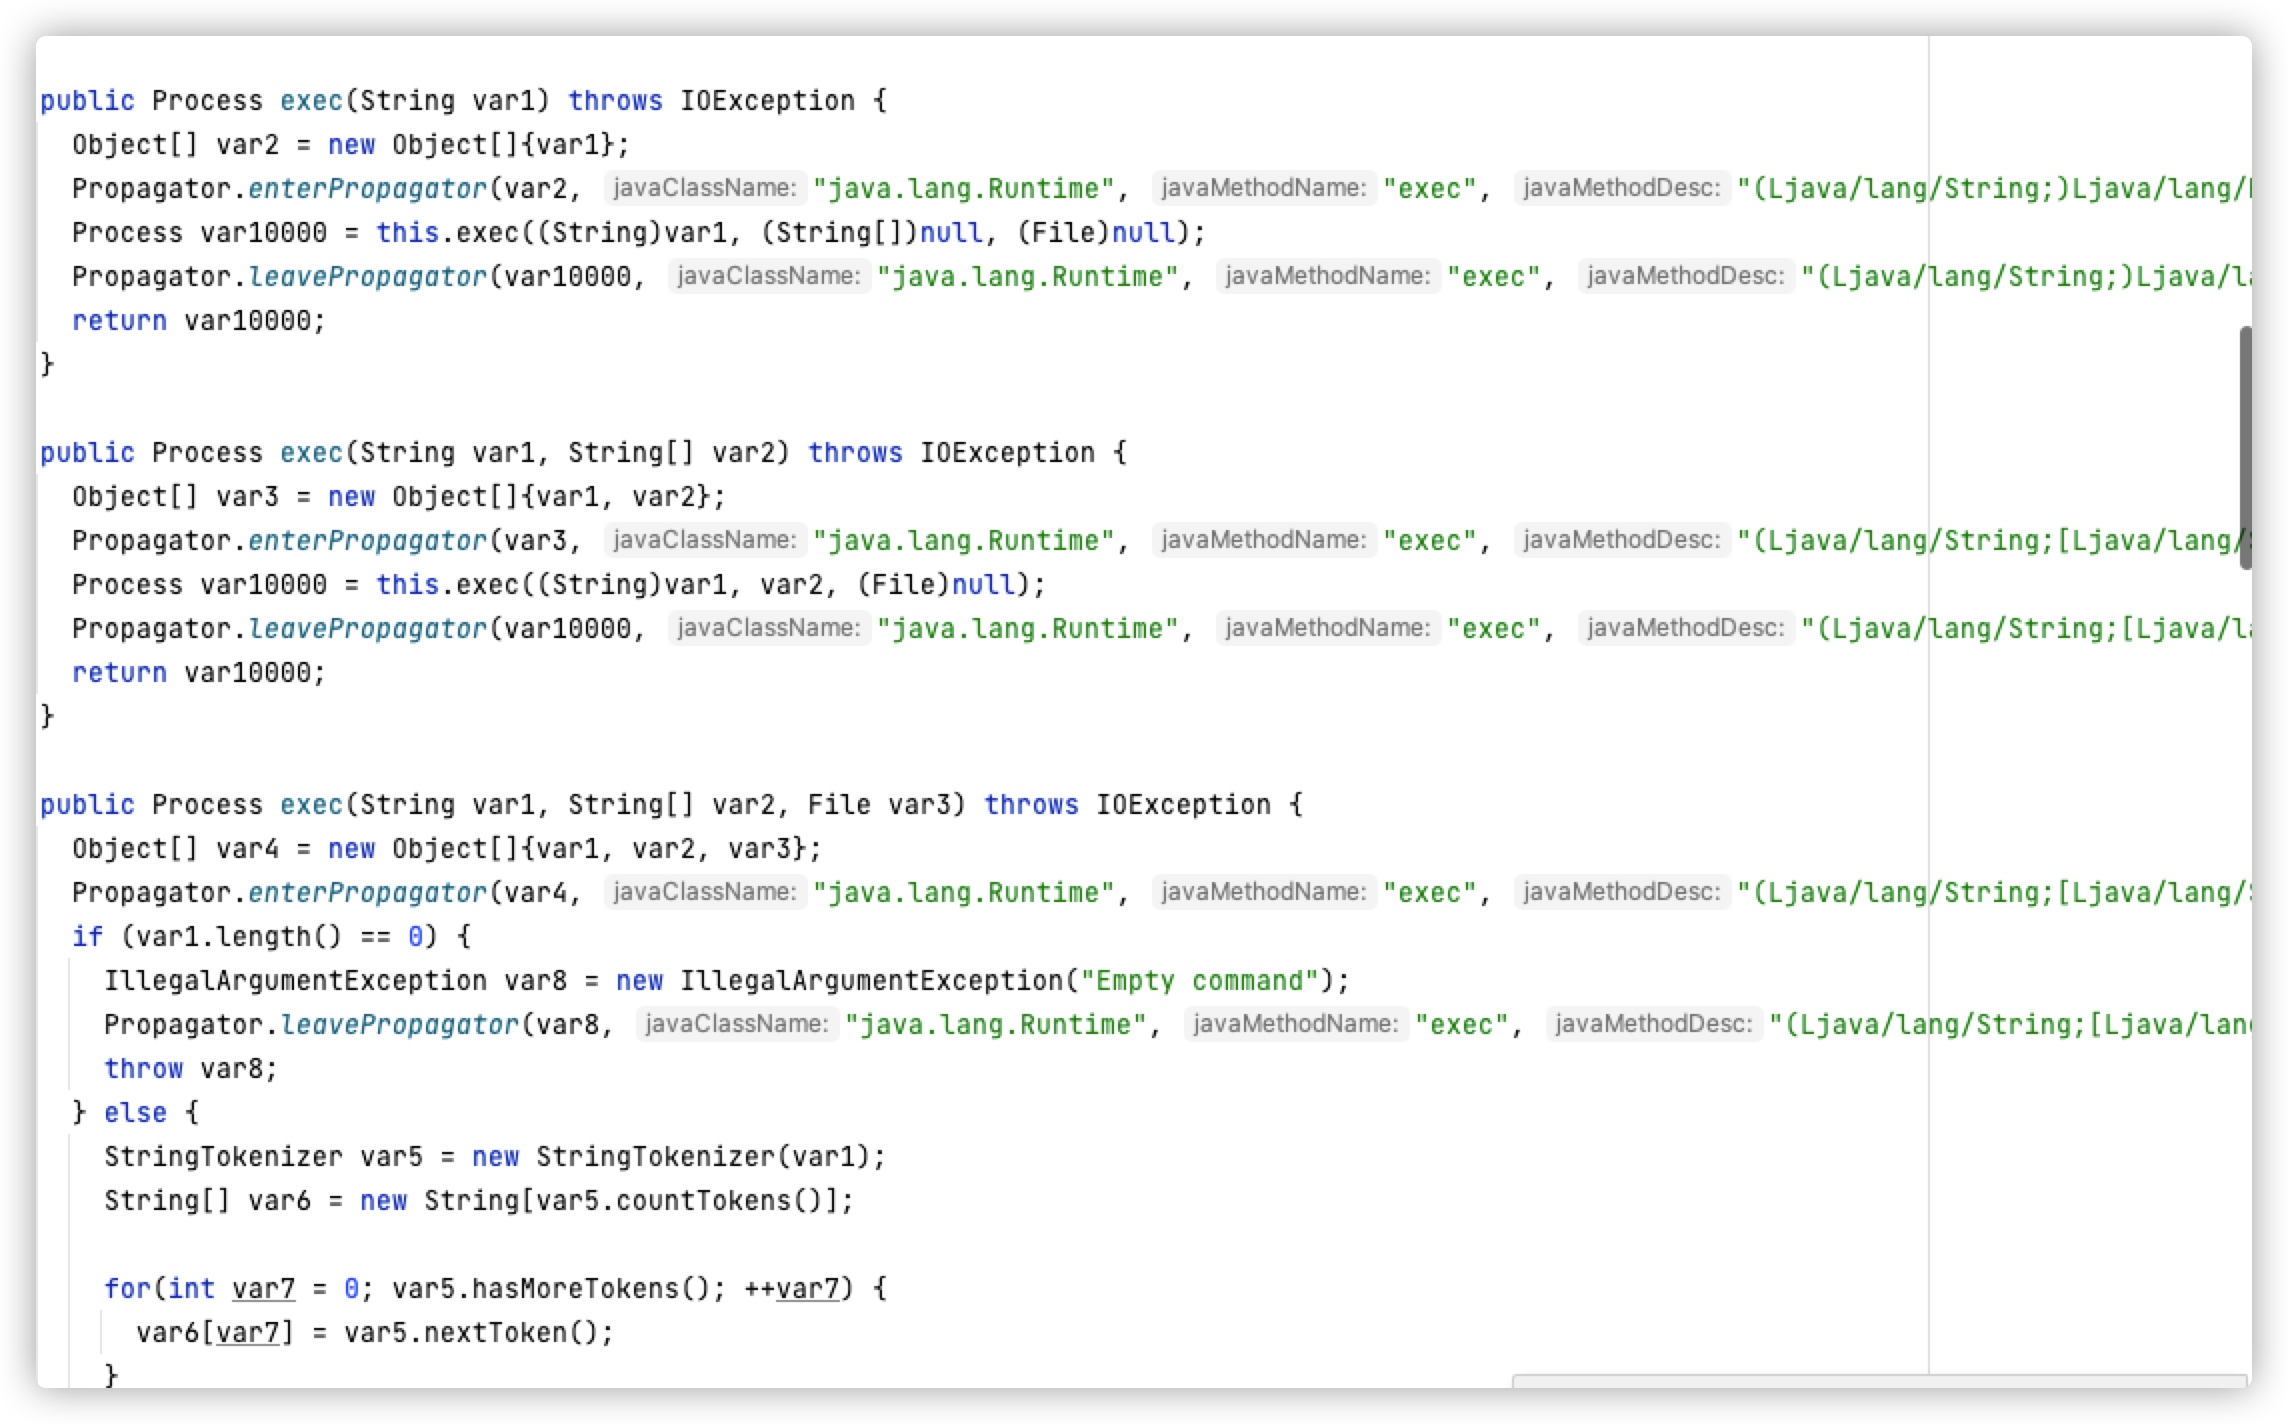 public Process exec(String var1) throws IOException {
Object[] var2 = new Object[]{var1};
Propagator.enterPropagator(var2, javaClassName: "java.lang.Runtime", javaMethodName: "exec", javaMethodDesc: "(Ljava/lang/String;)Ljava/lang/
Process var10000 = this.exec((String)var1, (String[])null, (File)null);
Propagator.leavePropagator(var10000, javaClassName: "java.lang.Runtime", javaMethodName: "exec", javaMethodDesc: "(Ljava/lang/String;)Ljava/la
return var10000;
}
public Process exec(String var1, String[] var2) throws IOException {
Object[] var3 = new Object[]{var1, var2};
Propagator.enterPropagator(var3, javaClassName: "java.lang.Runtime", javaMethodName: "exec", javaMethodDesc: "(Ljava/lang/String;[Ljava/lang/
Process var10000 = this.exec((String)var1, var2, (File)null);
Propagator.leavePropagator(var10000, javaClassName: "java.lang.Runtime", javaMethodName: "exec", javaMethodDesc: "(Ljava/lang/String;[Ljava/la
return var10000;
}
public Process exec(String var1, String[] var2, File var3) throws IOException {
Object[] var4 = new Object[]{var1, var2, var3};
Propagator.enterPropagator(var4, javaClassName: "java.lang.Runtime", javaMethodName: "exec", javaMethodDesc: "(Ljava/lang/String;[Ljava/lang/
if (var1.length() == 0) {
IllegalArgumentException var8 = new IllegalArgumentException("Empty command");
Propagator.leavePropagator(var8, javaClassName: "java.lang.Runtime", javaMethodName: "exec", javaMethodDesc: "(Ljava/lang/String;[Ljava/lan
throw var8;
} else {
StringTokenizer var5 = new StringTokenizer(var1);
String[] var6 = new String[var5.countTokens()];
for(int var7 = 0; var5.hasMoreTokens(); ++var7) {
var6[var7] = var5.nextToken();
}